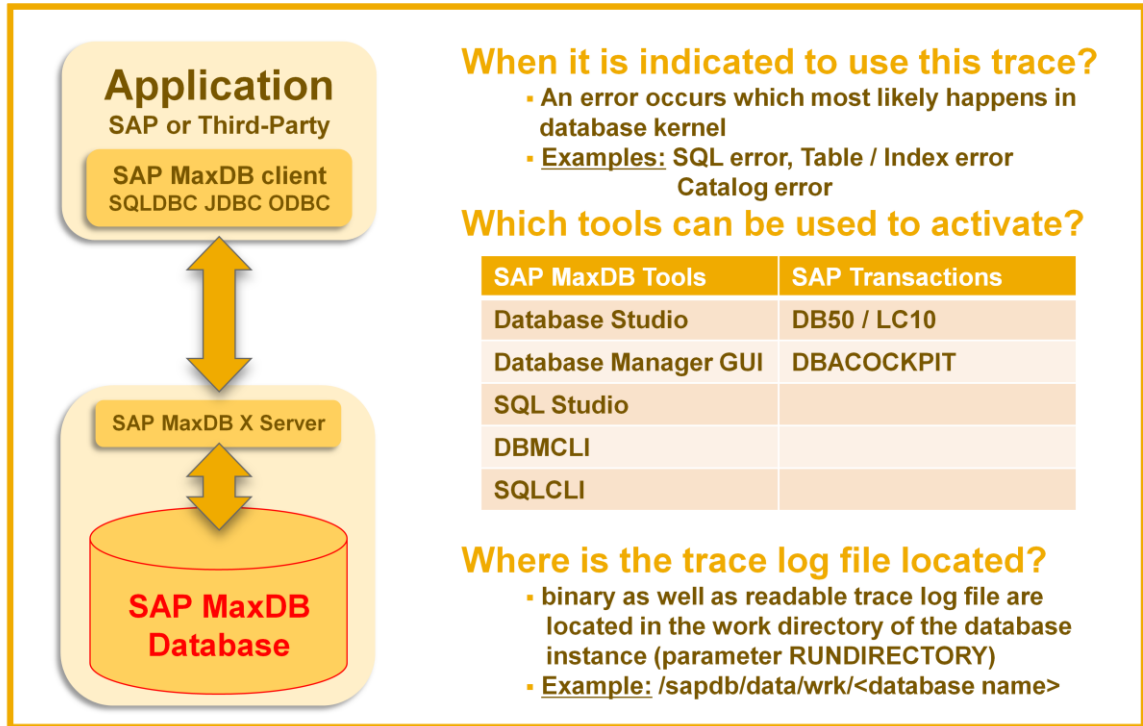 Application
SAP or Third-Party
SAP MaxDB client
SQLDBC JDBC ODBC
SAP MaxDB X Server
SAP MaxDB
Database
When it is indicated to use this trace?
▪ An error occurs which most likely happens in
database kernel
▪ Examples: SQL error, Table / Index error
Catalog error
Which tools can be used to activate?
SAP MaxDB Tools SAP Transactions
Database Studio DB50 / LC10
Database Manager GUI DBACOCKPIT
SQL Studio
DBMCLI
SQLCLI
Where is the trace log file located?
▪ binary as well as readable trace log file are
located in the work directory of the database
instance (parameter RUNDIRECTORY)
▪ Example: /sapdb/data/wrk/<database name>